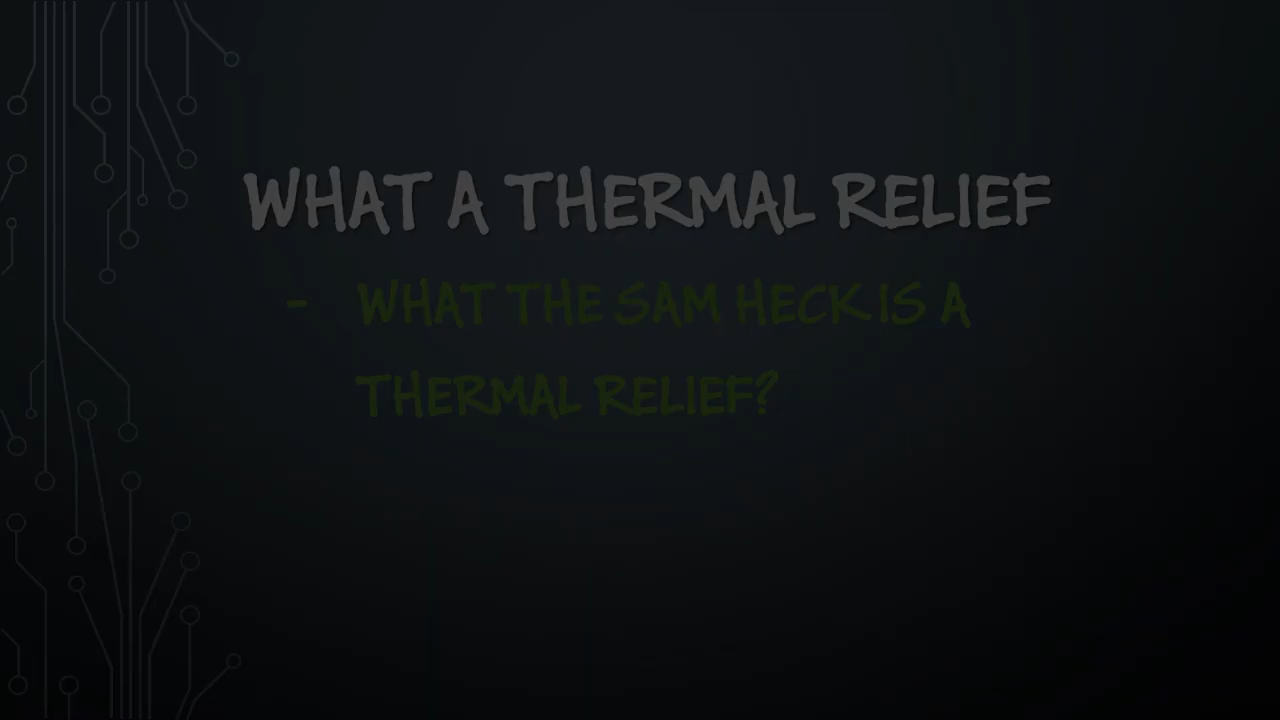 WHAT A THERMAL RELIEF
- WHAT THE SAM HECK IS A
THERMAL RELIEF?